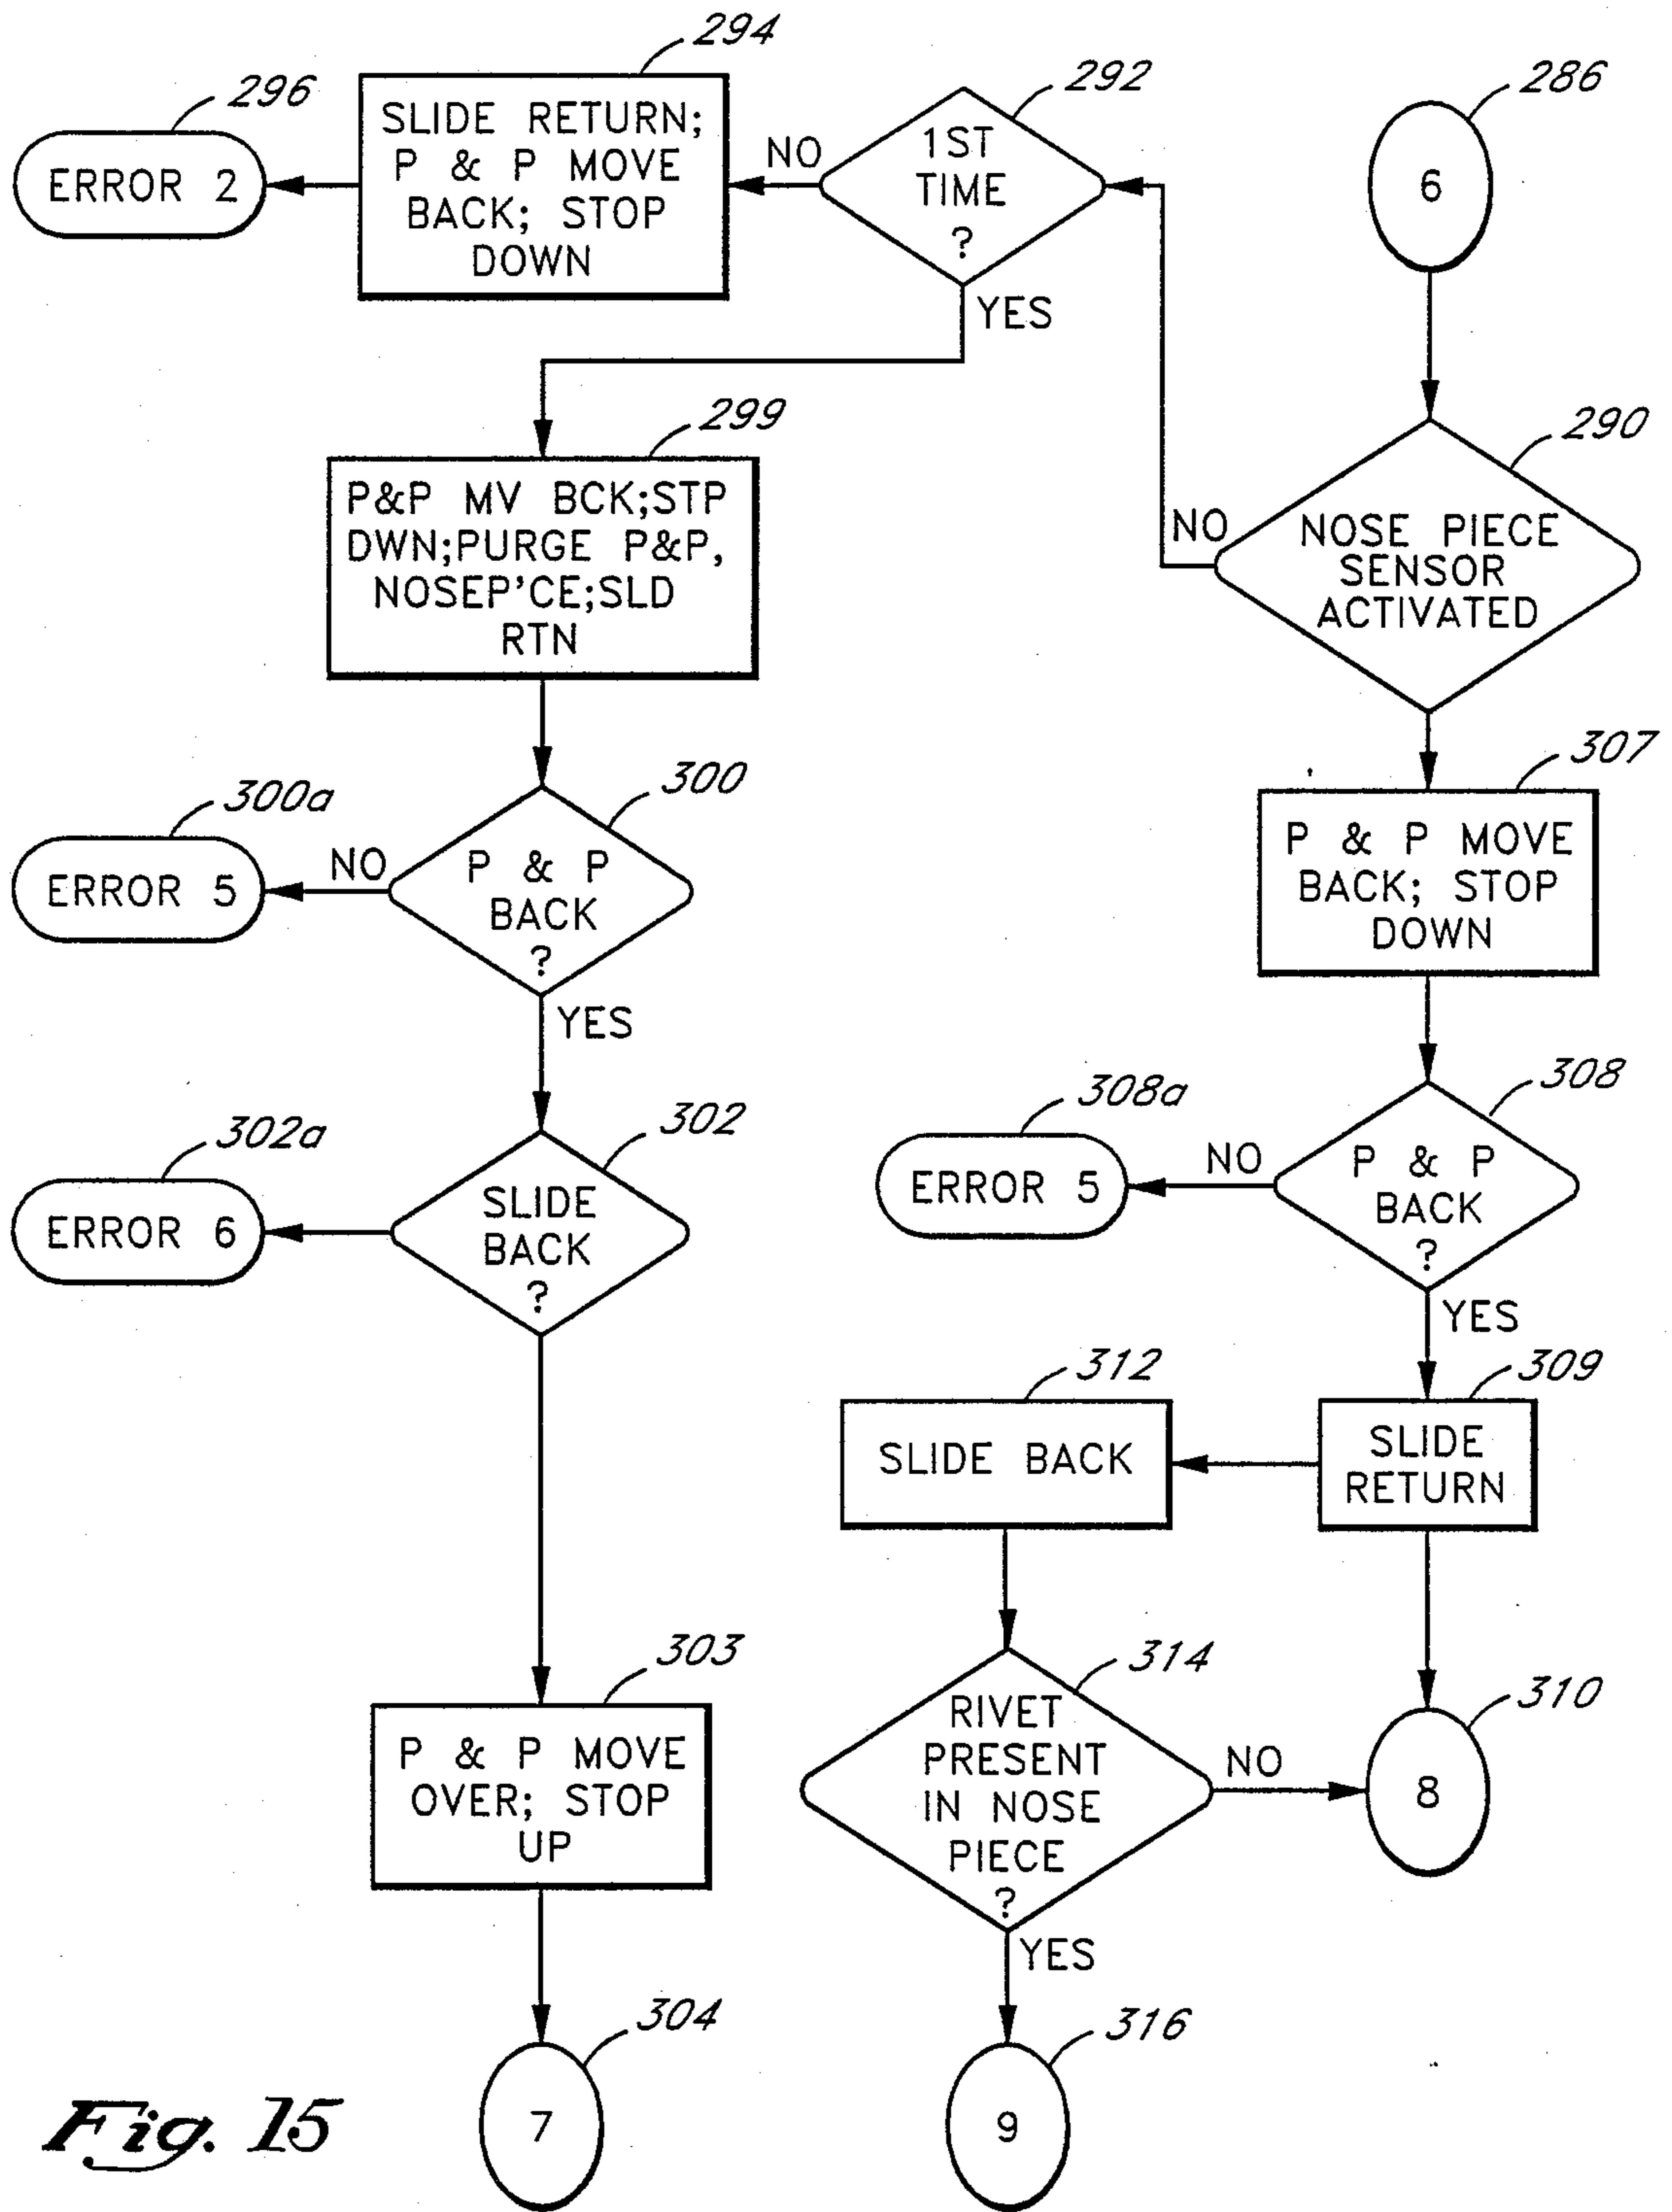 294
296
SLIDE RETURN;
P & P MOVE
BACK; STOP
DOWN
ERROR 2
NO
292
1ST
TIME
?
YES
286
6
290
NOSE PIECE
SENSOR
ACTIVATED
NO
299
P&P MV BCK;STP
DWN;PURGE P&P,
NOSEP'CE;SLD
RTN
300
P & P
BACK
?
NO
300a
ERROR 5
YES
302
SLIDE
BACK
?
302a
ERROR 6
303
P & P MOVE
OVER; STOP
UP
304
7
307
P & P MOVE
BACK; STOP
DOWN
308
P & P
BACK
?
NO
308a
ERROR 5
YES
309
SLIDE
RETURN
312
SLIDE BACK
314
RIVET
PRESENT
IN NOSE
PIECE
?
NO
310
8
YES
316
9
Fig. 15